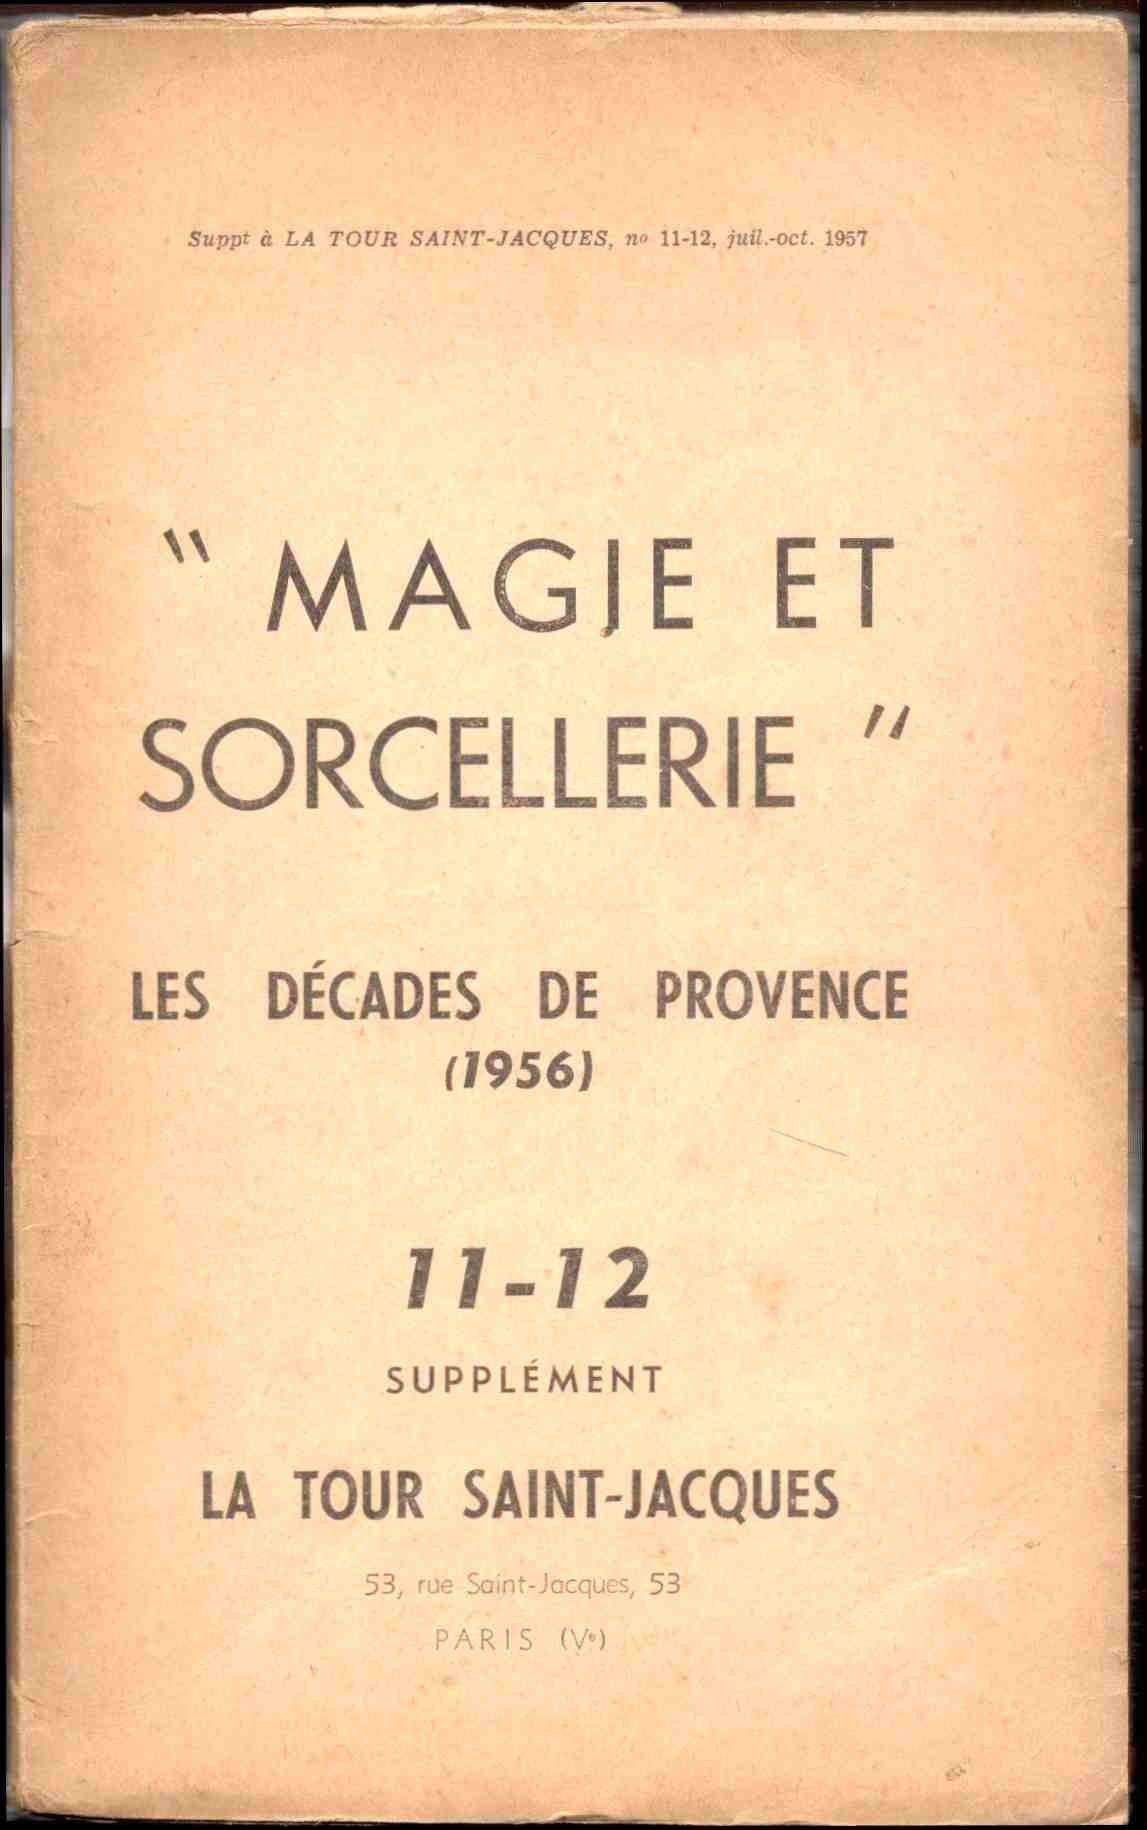 Suppt à LA TOUR SAINT-JACQUES, no 11-12, juil.-oct. 1957
" MAGIE ET
SORCELLERIE "
LES DÉCADES DE PROVENCE
(1956)
11-12
SUPPLÉMENT
LA TOUR SAINT-JACQUES
53, rue Saint-Jacques, 53
PARIS (Ve)